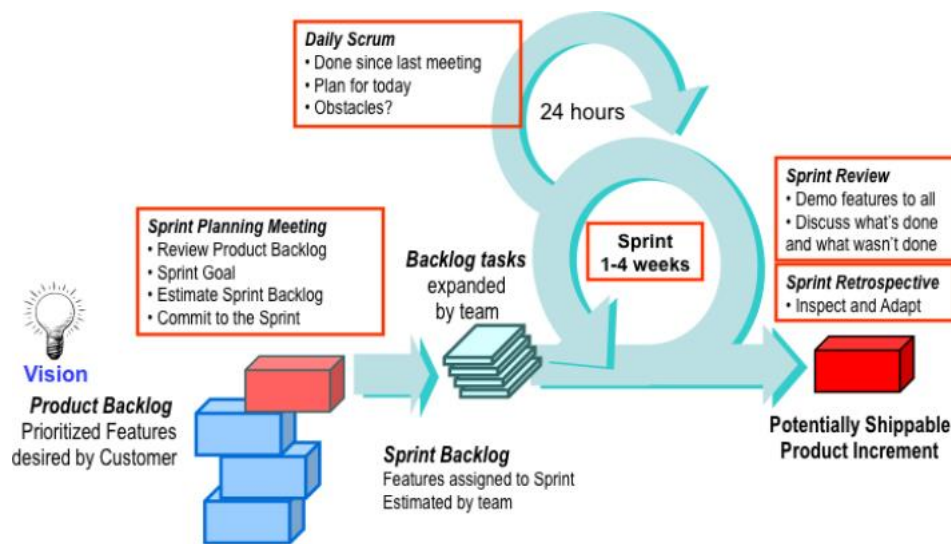 Daily Scrum
• Done since last meeting
• Plan for today
• Obstacles?
24 hours
Sprint Planning Meeting
• Review Product Backlog
• Sprint Goal
• Estimate Sprint Backlog
• Commit to the Sprint
Backlog tasks
expanded
by team
Sprint
1-4 weeks
Sprint Review
• Demo features to all
• Discuss what's done
and what wasn't done
Sprint Retrospective
• Inspect and Adapt
Vision
Product Backlog
Prioritized Features
desired by Customer
Sprint Backlog
Features assigned to Sprint
Estimated by team
Potentially Shippable
Product Increment